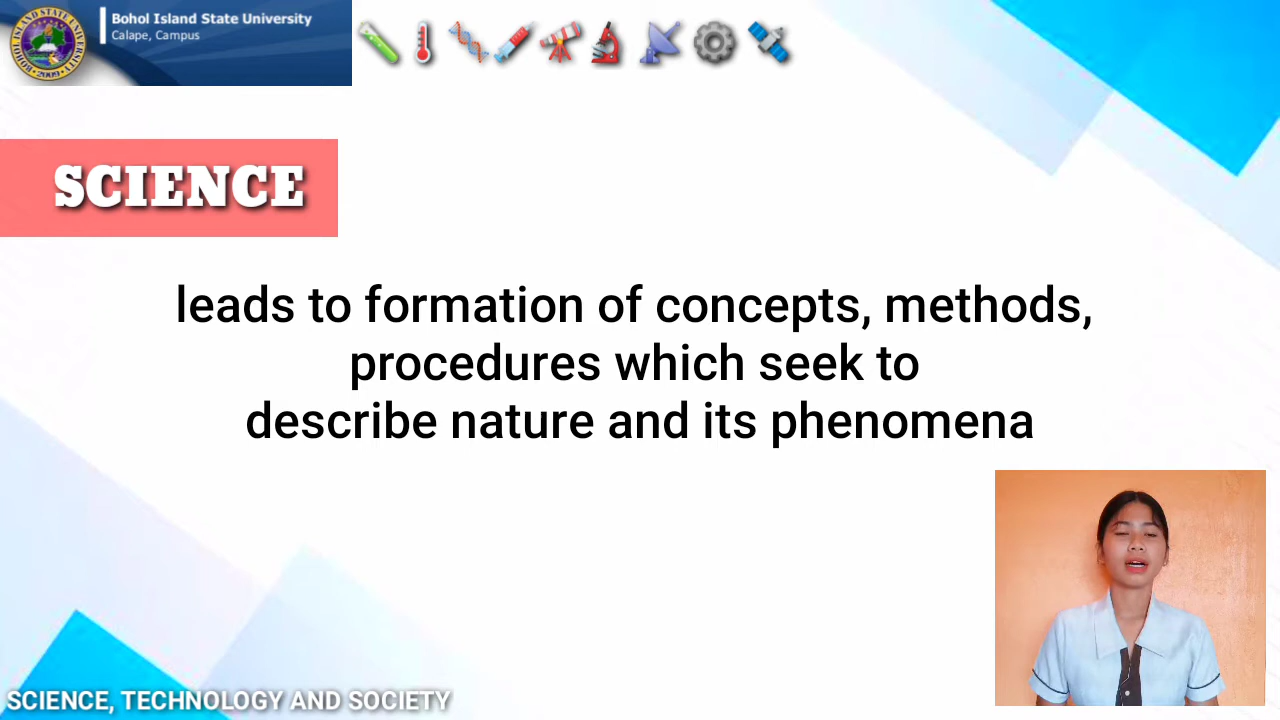 Bohol Island State University
Calape, Campus
SCIENCE
leads to formation of concepts, methods,
procedures which seek to
describe nature and its phenomena
SCIENCE, TECHNOLOGY AND SOCIETY